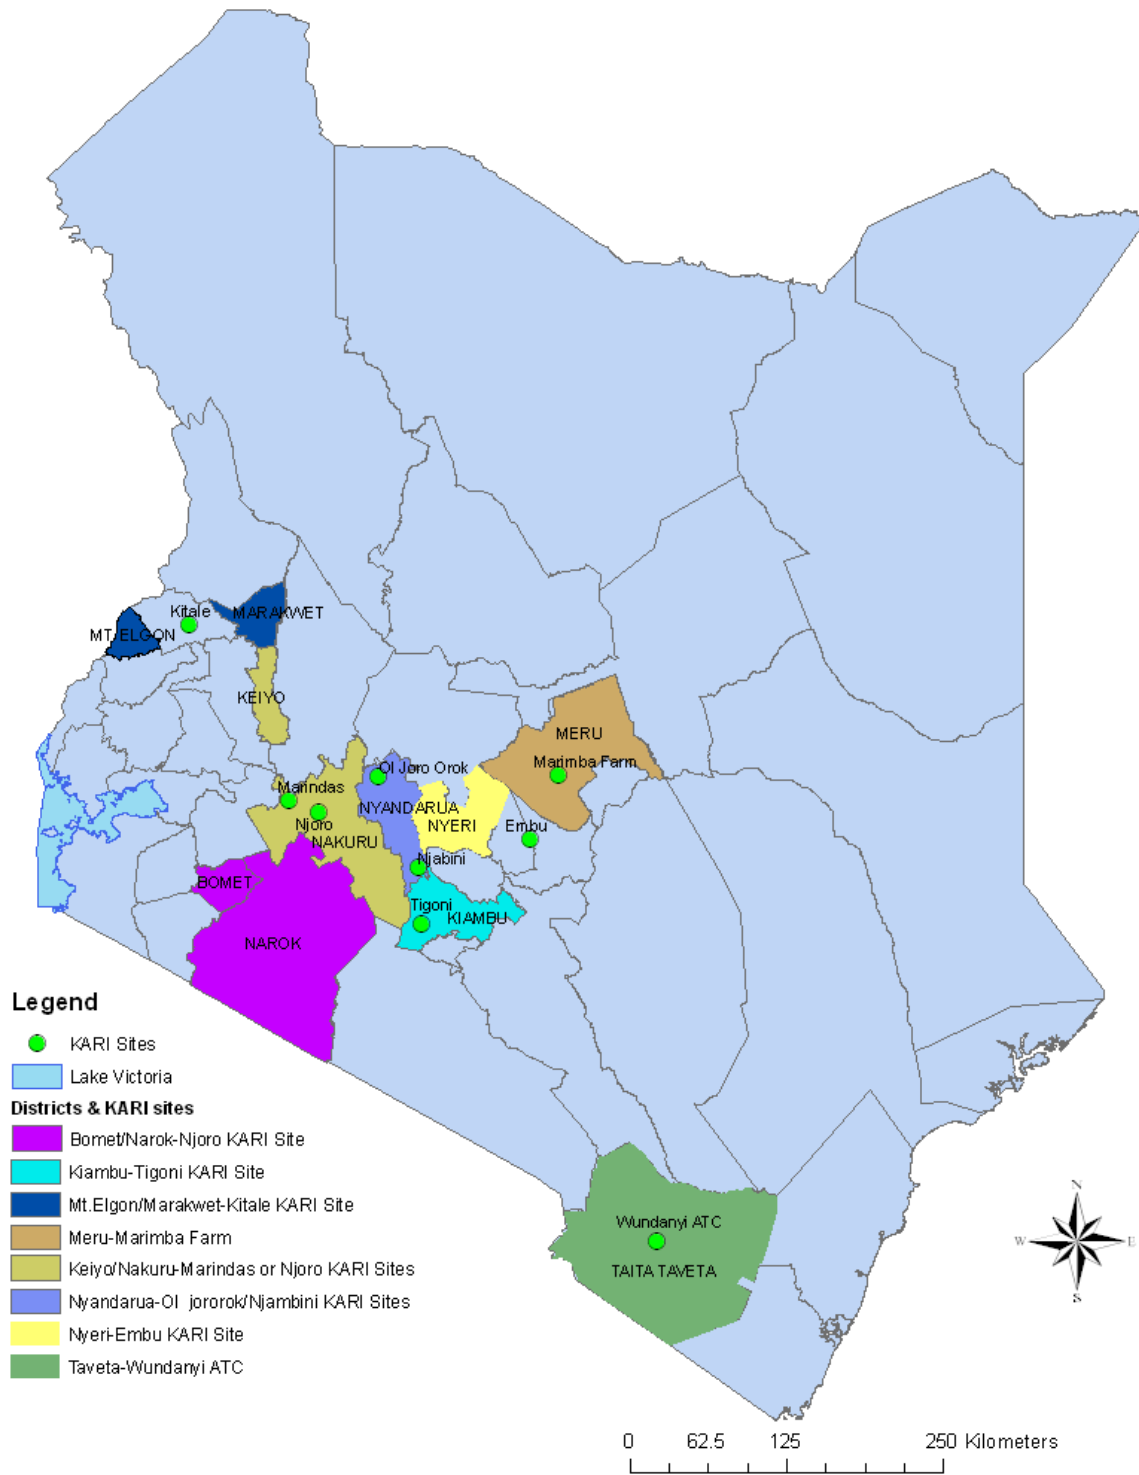 Kitale
MARAKWET
MT. ELGON
KEIYO
MERU
Marimba Farm
Ol Joro Orok
Marindas
NYANDARUA
Njoro
NYERI
Embu
NAKURU
Njabini
BOMET
Tigoni
KIAMBU
NAROK
Legend
KARI Sites
Lake Victoria
Districts & KARI sites
Bomet/Narok-Njoro KARI Site
Kiambu-Tigoni KARI Site
Mt.Elgon/Marakwet-Kitale KARI Site
Meru-Marimba Farm
Keiyo/Nakuru-Marindas or Njoro KARI Sites
Nyandarua-Ol jororok/Njambini KARI Sites
Nyeri-Embu KARI Site
Taveta-Wundanyi ATC
Wundanyi ATC
TAITA TAVETA
N
W E
S
0 62.5 125 250 Kilometers